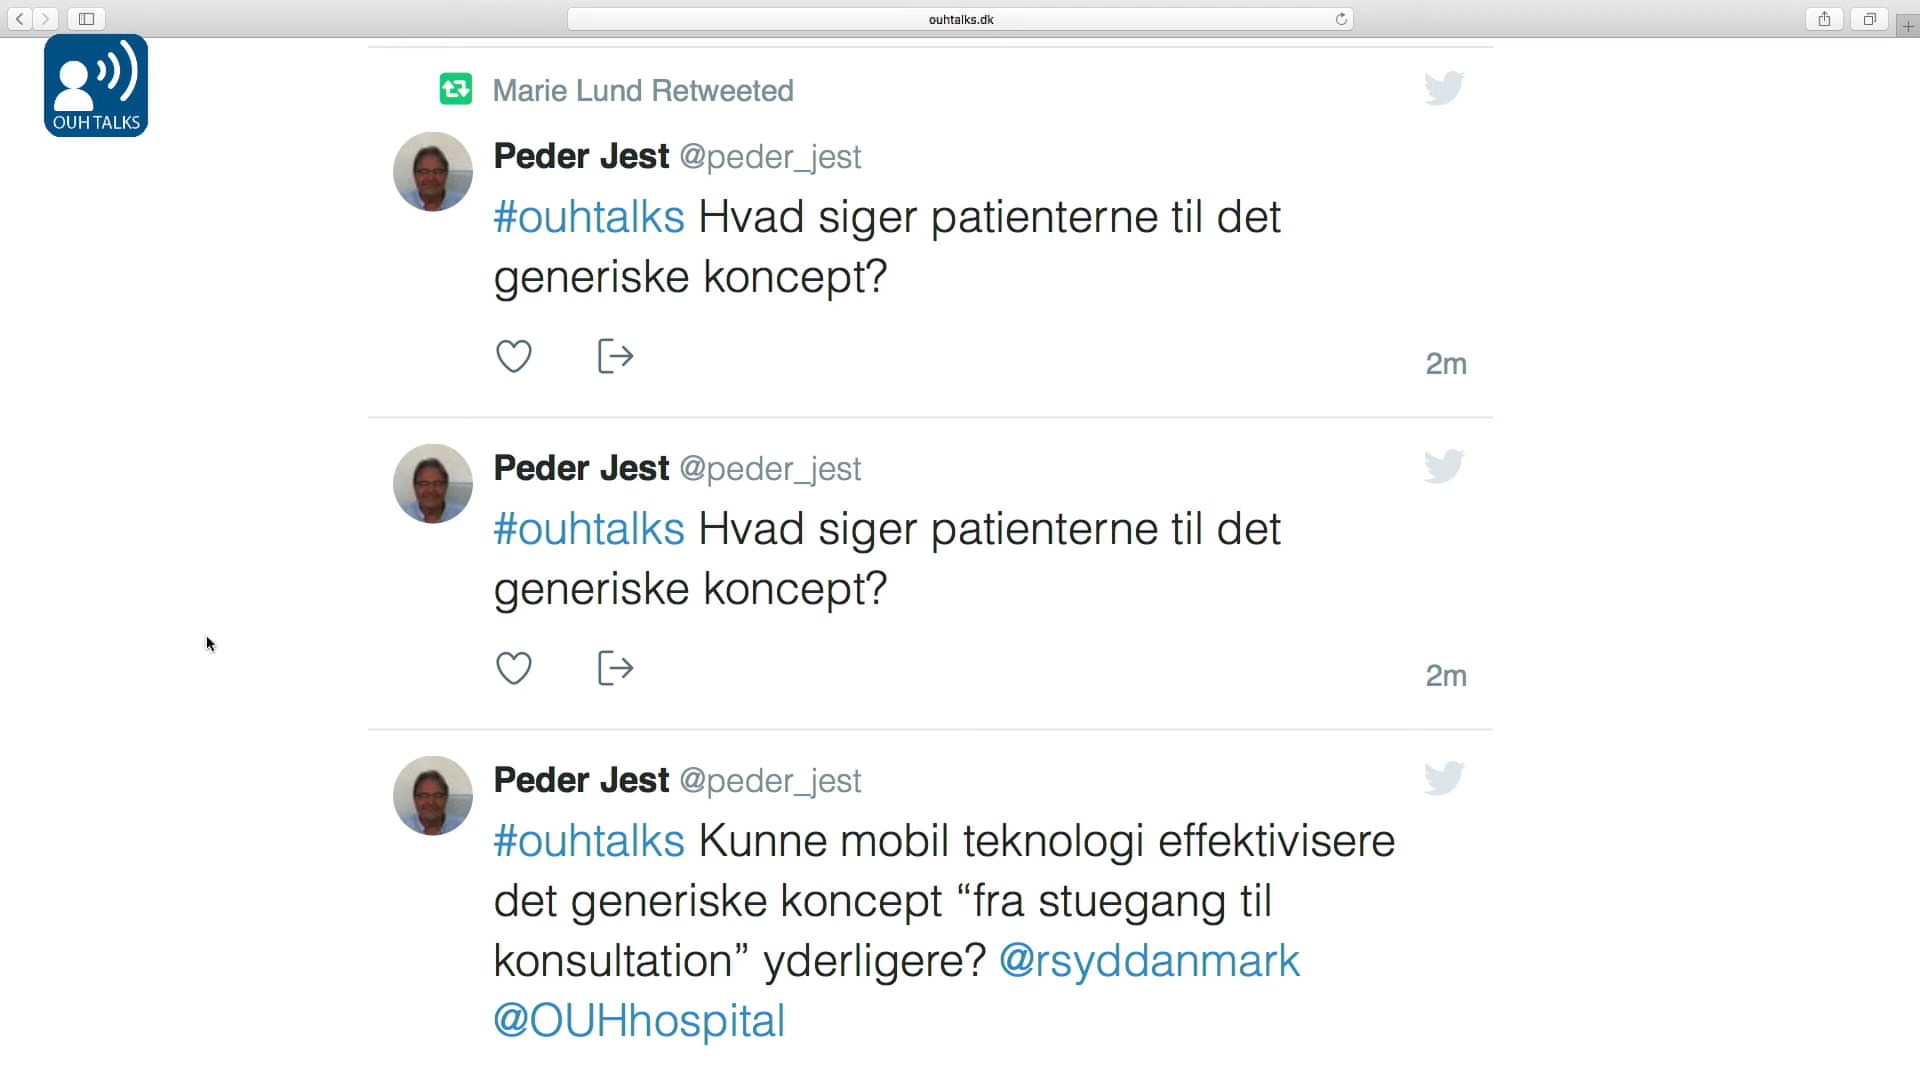 ouhtalks.dk
OUH TALKS
Marie Lund Retweeted
Peder Jest @peder_jest
#ouhtalks Hvad siger patienterne til det
generiske koncept?
2m
Peder Jest @peder_jest
#ouhtalks Hvad siger patienterne til det
generiske koncept?
2m
Peder Jest @peder_jest
#ouhtalks Kunne mobil teknologi effektivisere
det generiske koncept “fra stuegang til
konsultation” yderligere? @rsyddanmark
@OUHhospital